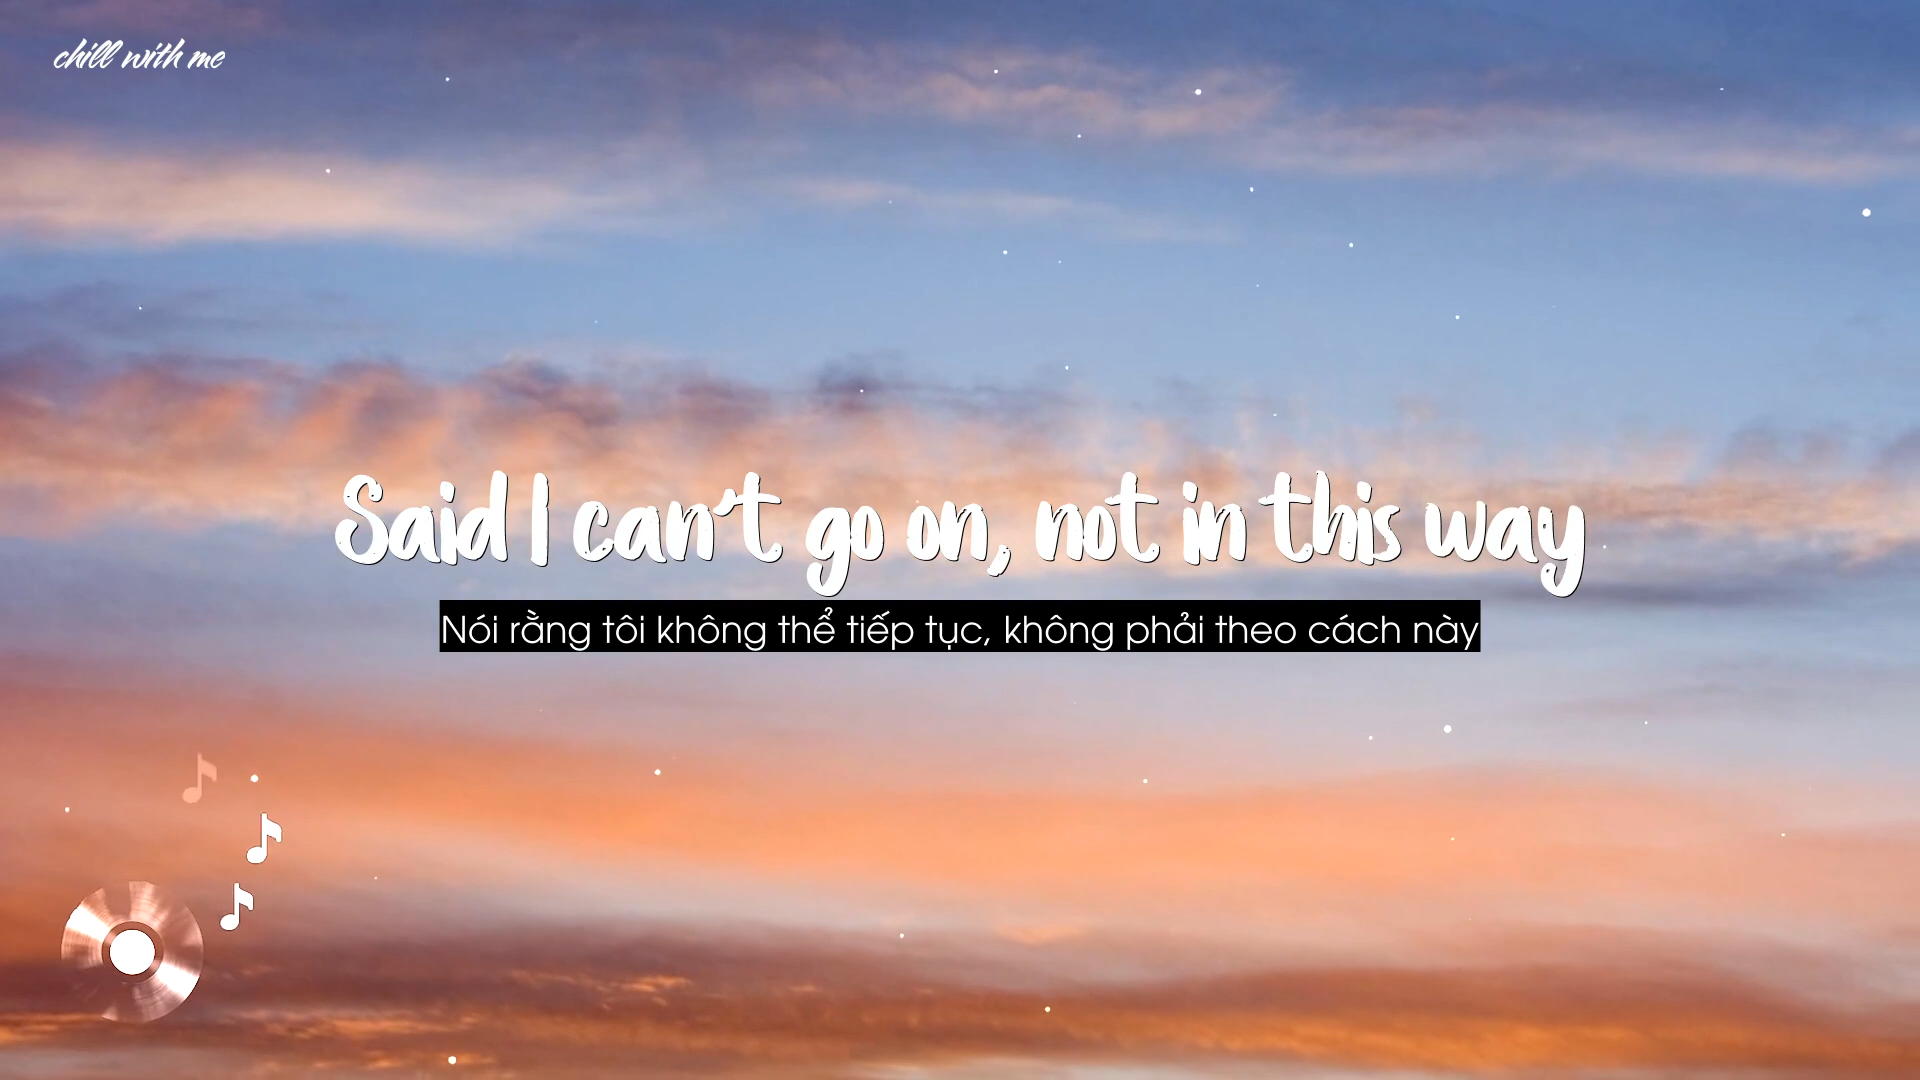 chill with me
Said I can't go on, not in this way
Nói rằng tôi không thể tiếp tục, không phải theo cách này